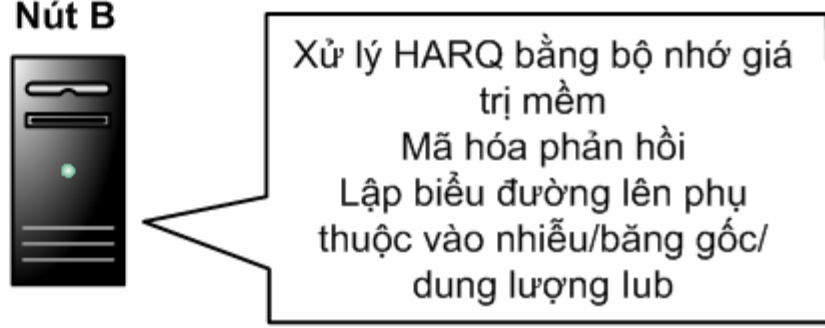 Nút B
Xử lý HARQ bằng bộ nhớ giá
trị mềm
Mã hóa phản hồi
Lập biểu đường lên phụ
thuộc vào nhiễu/băng gốc/
dung lượng lub